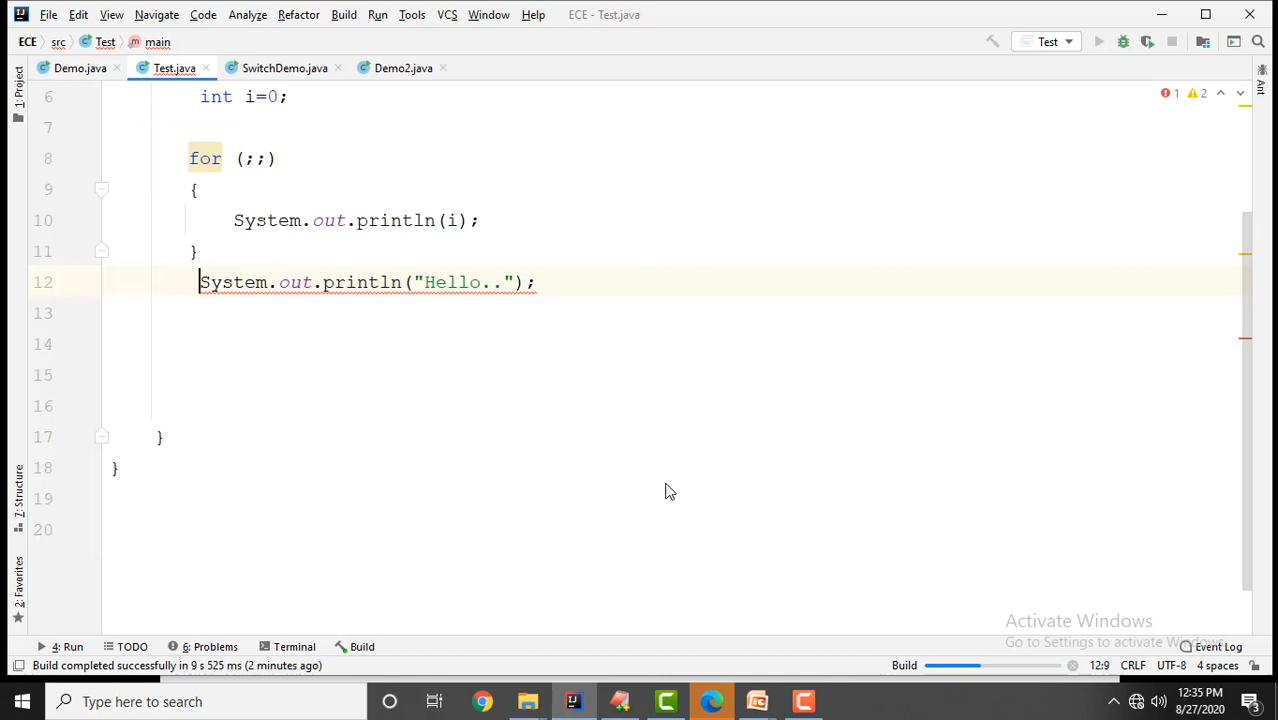 File Edit View Navigate Code Analyze Refactor Build Run Tools VCS Window Help ECE - Test.java
ECE src Test main Test
Demo.java Test.java SwitchDemo.java Demo2.java
1: Project
Ant
1 2
6 int i=0;
7
8 for (;;)
9 {
10 System.out.println(i);
11 }
12 System.out.println("Hello..");
13
14
15
16
17 }
18 }
19
20
7: Structure
2: Favorites
Activate Windows
Go to Settings to activate Windows.
4: Run TODO 6: Problems Terminal Build Event Log
Build completed successfully in 9 s 525 ms (2 minutes ago) Build 12:9 CRLF UTF-8 4 spaces
Type here to search
12:35 PM
8/27/2020
3